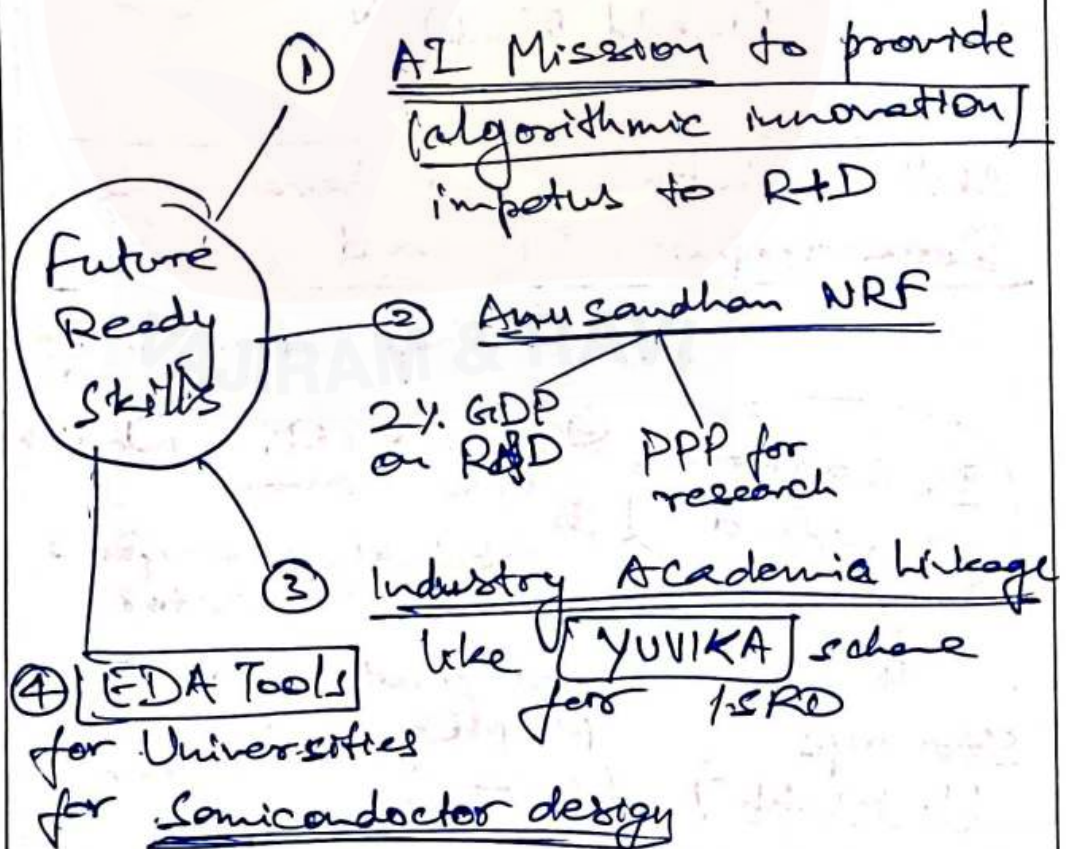 Future
Ready
Skills
① AI Mission to provide
(algorithmic innovation)
impetus to R+D
② Anusandhan NRF
2% GDP
on R&D
PPP for
research
③ Industry Academia Linkage
like YUVIKA scheme
for ISRO
④ EDA Tools
for Universities
for Semicondoctor design